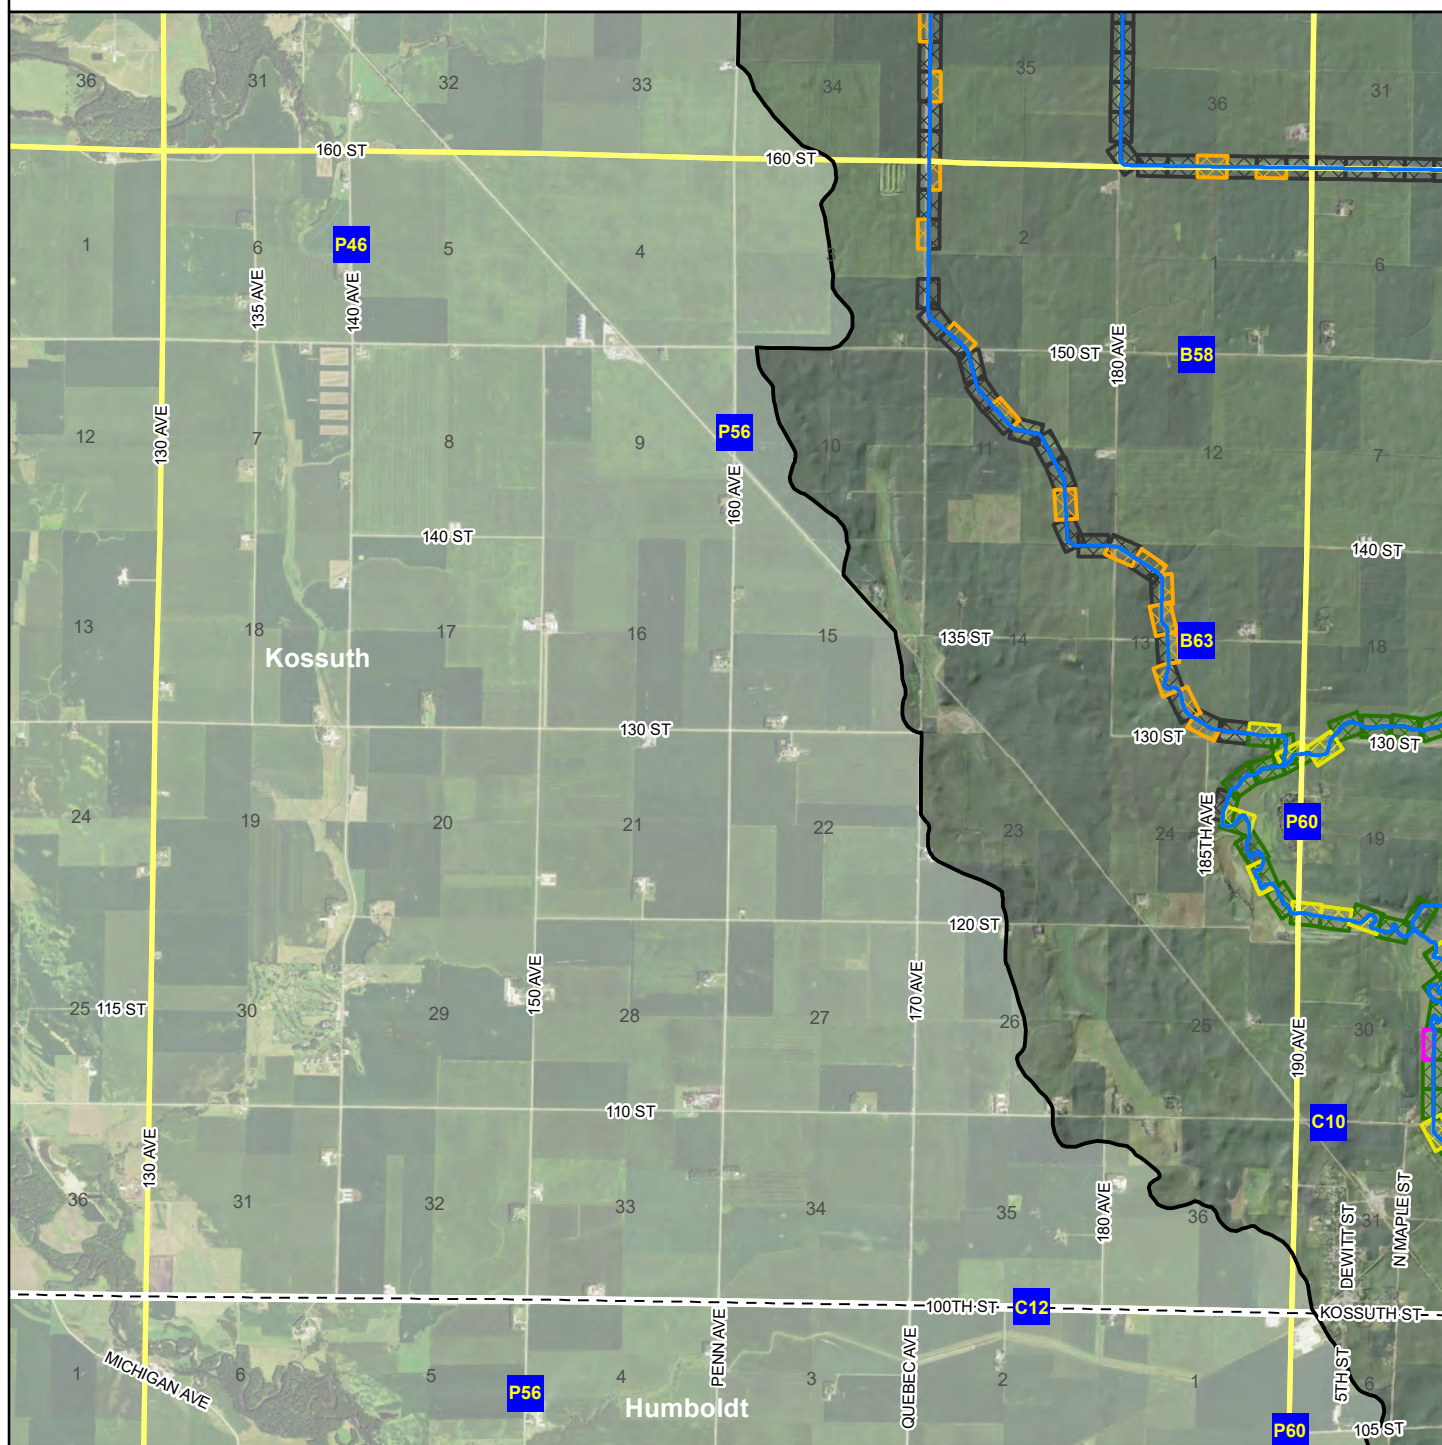 36
31
32
33
34
35
36
31
160 ST
160 ST
1
6
P46
5
4
3
2
1
6
135 AVE
140 AVE
150 ST
180 AVE
B58
12
130 AVE
7
8
9
P56
10
11
12
7
160 AVE
140 ST
140 ST
13
18
17
16
15
135 ST
14
13
B63
18
Kossuth
130 ST
130 ST
130 ST
24
19
20
21
22
23
24
185TH AVE
P60
19
120 ST
150 AVE
170 AVE
25
115 ST
30
29
28
27
26
25
190 AVE
30
110 ST
C10
130 AVE
36
31
32
33
34
35
180 AVE
36
31
DEWITT ST
N MAPLE ST
100TH ST
C12
KOSSUTH ST
1
MICHIGAN AVE
6
5
P56
4
PENN AVE
3
QUEBEC AVE
2
1
5TH ST
6
Humboldt
P60
105 ST